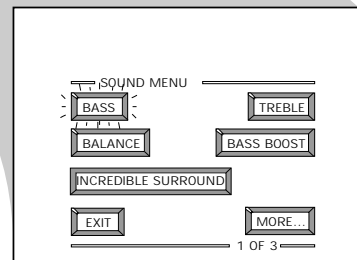 SOUND MENU
BASS TREBLE
BALANCE BASS BOOST
INCREDIBLE SURROUND
EXIT MORE...
1 OF 3